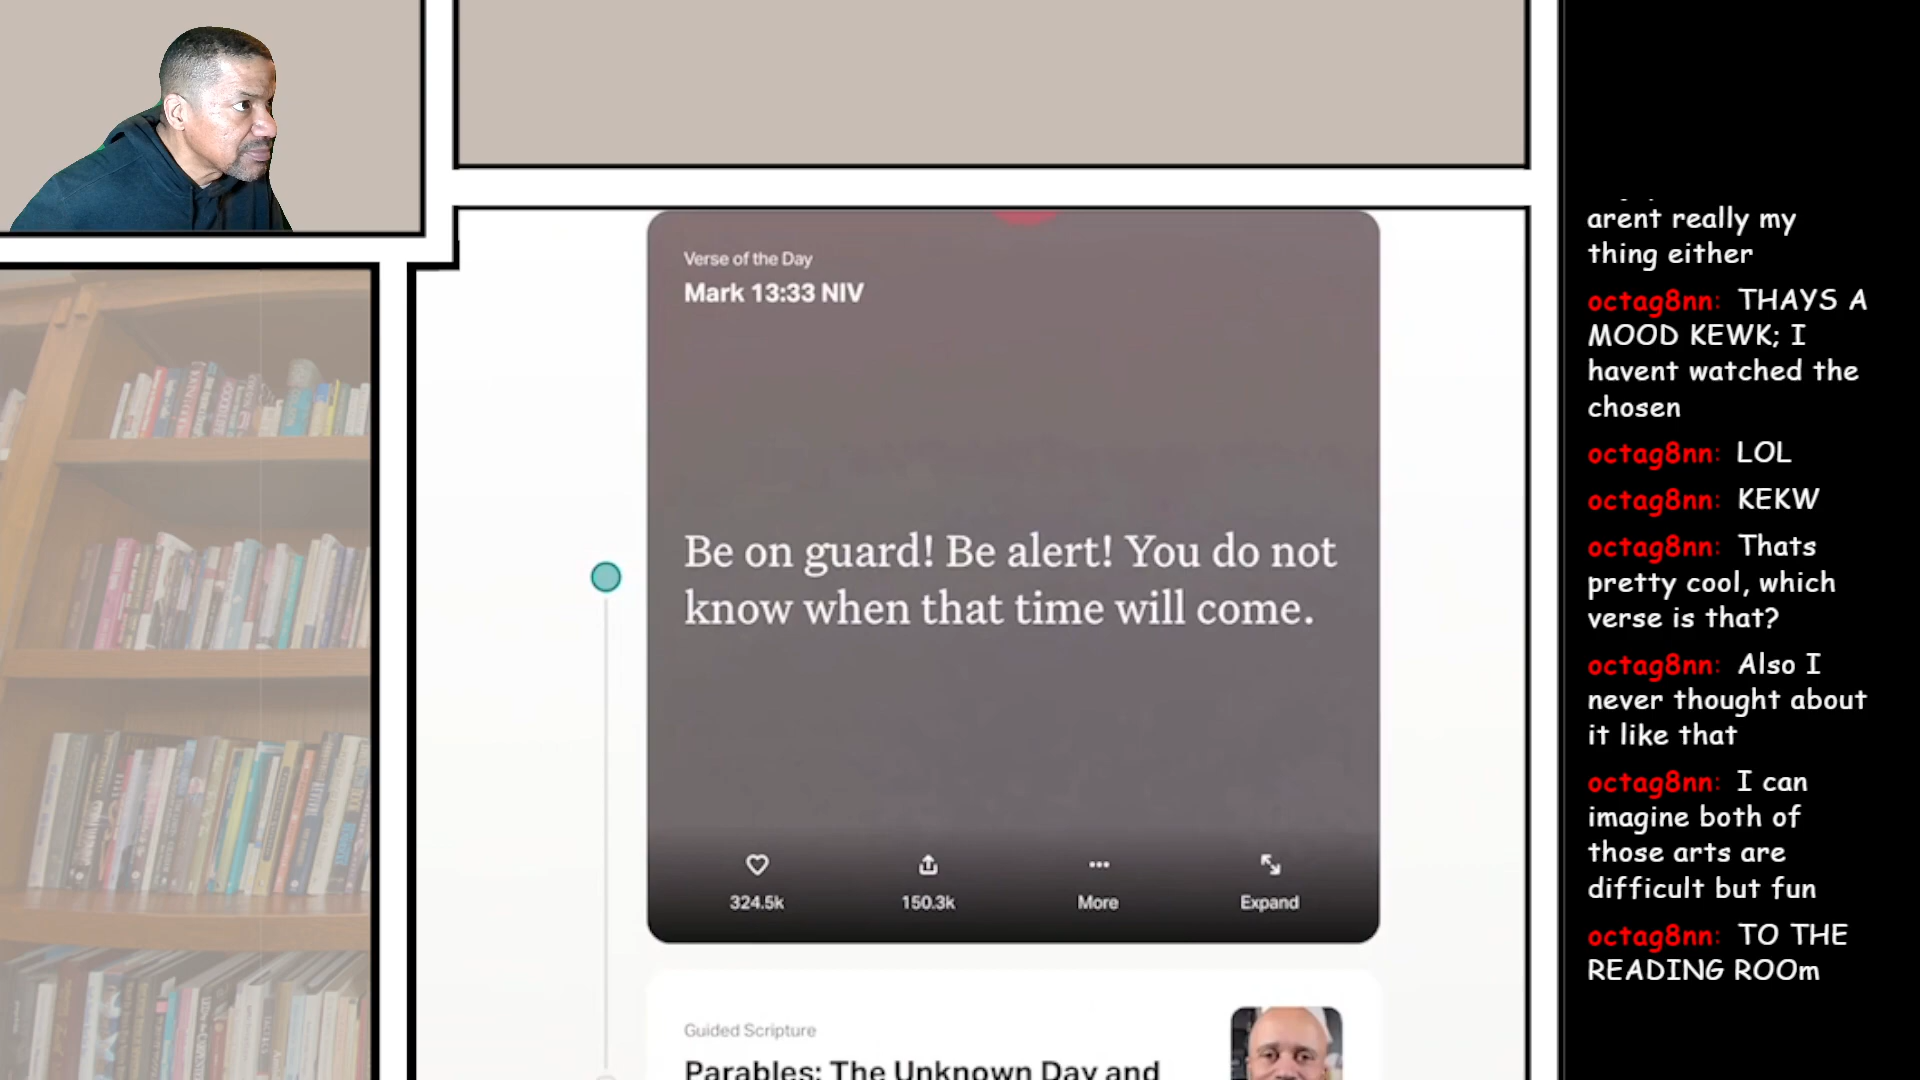 Verse of the Day
Mark 13:33 NIV
Be on guard! Be alert! You do not
know when that time will come.
324.5k
150.3k
More
Expand
Guided Scripture
Parables: The Unknown Day and
arent really my
thing either
octag8nn: THAYS A
MOOD KEWK; I
havent watched the
chosen
octag8nn: LOL
octag8nn: KEKW
octag8nn: Thats
pretty cool, which
verse is that?
octag8nn: Also I
never thought about
it like that
octag8nn: I can
imagine both of
those arts are
difficult but fun
octag8nn: TO THE
READING ROOm